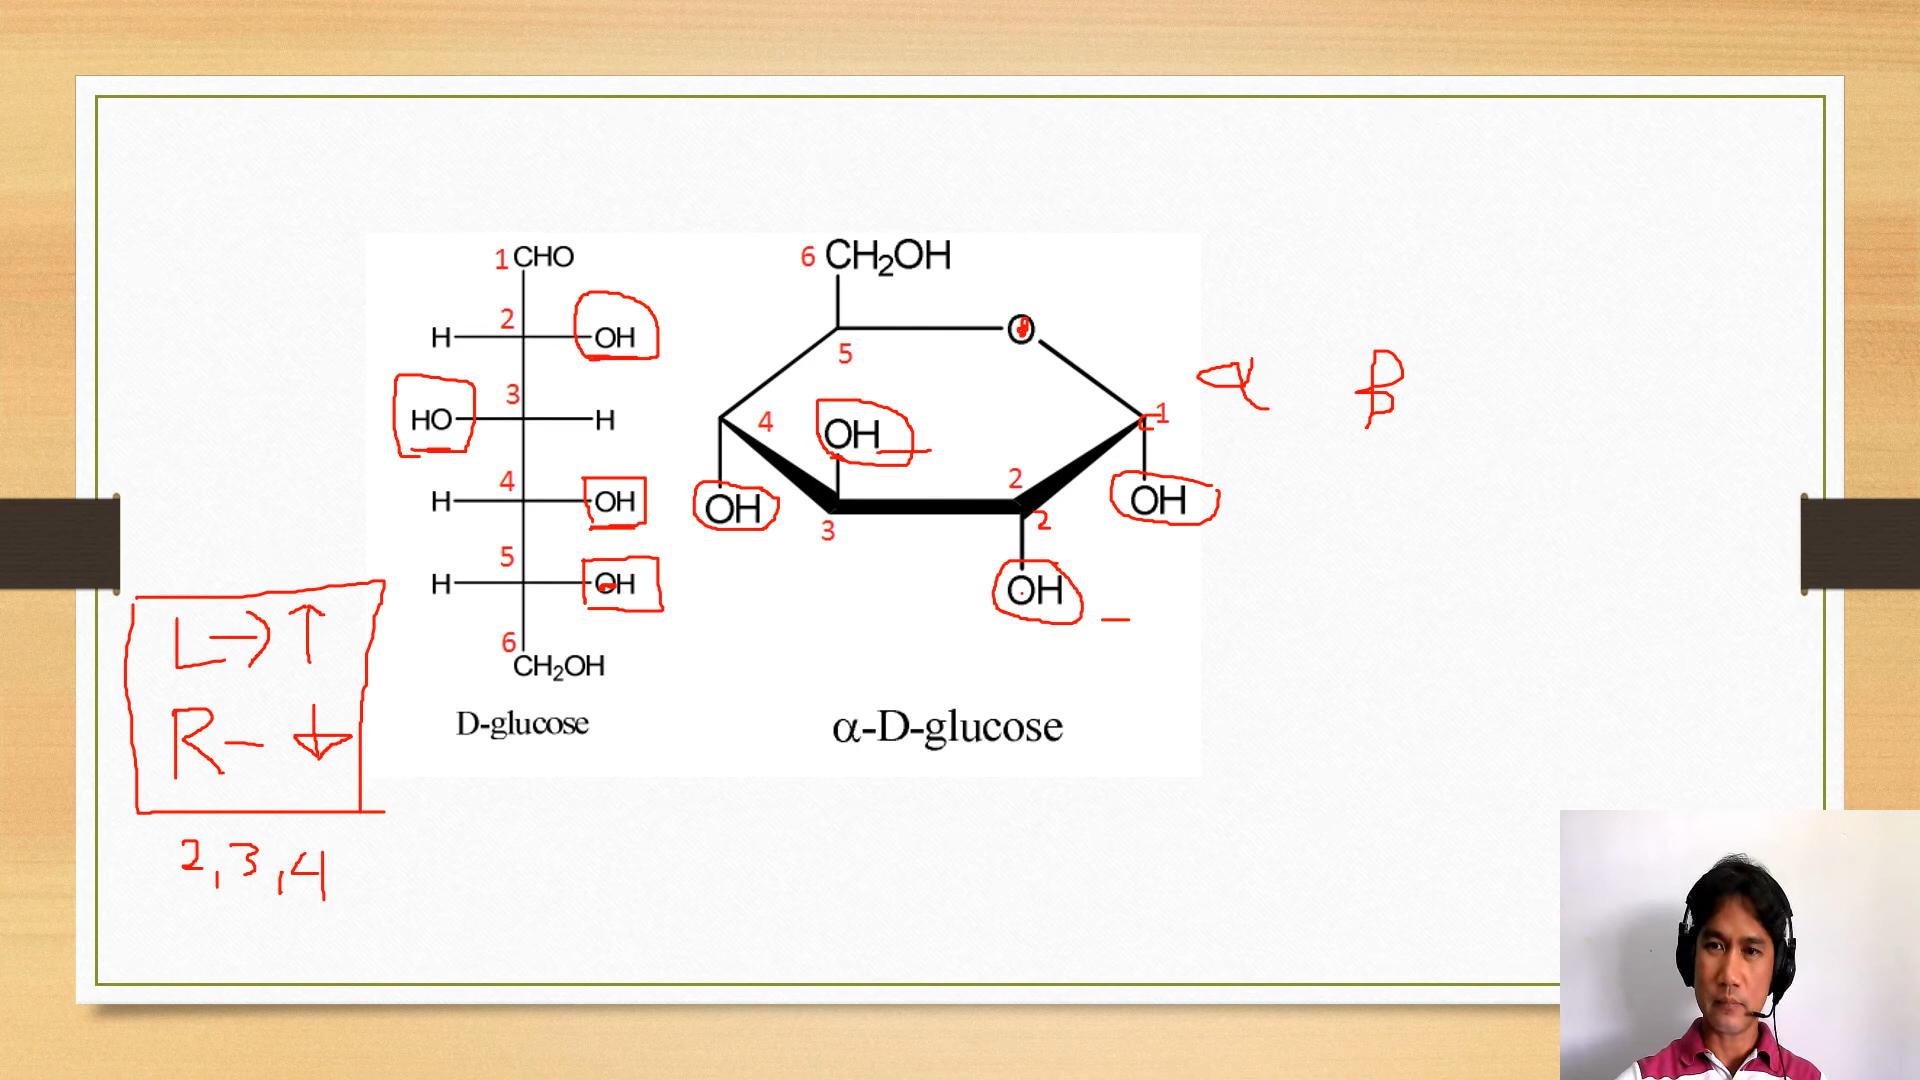 1 CHO
2
H OH
3
HO H
4
H OH
5
H OH
6
CH₂OH
D-glucose
6 CH₂OH
5
O
4
OH
3
2
2
1
OH
OH
OH
α-D-glucose
α β
L → ↑
R – ↓
2, 3, 4